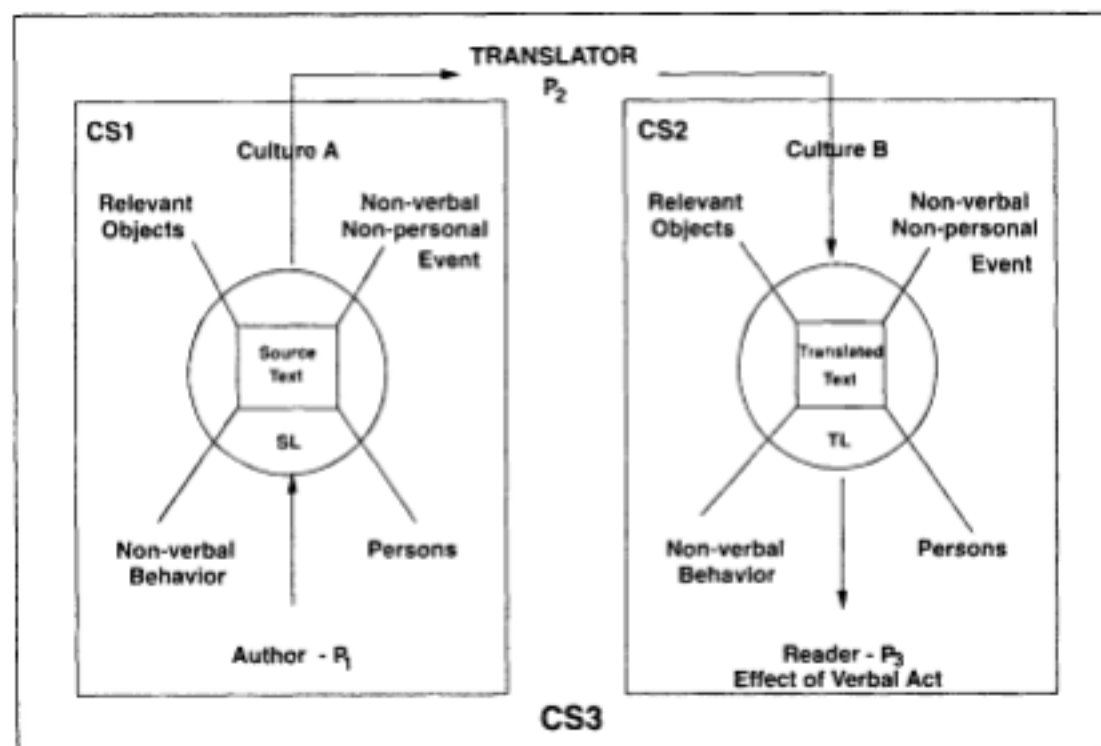 TRANSLATOR
P2
CS1
Culture A
Relevant
Objects
Non-verbal
Non-personal
Event
Source
Text
SL
Non-verbal
Behavior
Persons
Author - P1
CS2
Culture B
Relevant
Objects
Non-verbal
Non-personal
Event
Translated
Text
TL
Non-verbal
Behavior
Persons
Reader - P3
Effect of Verbal Act
CS3